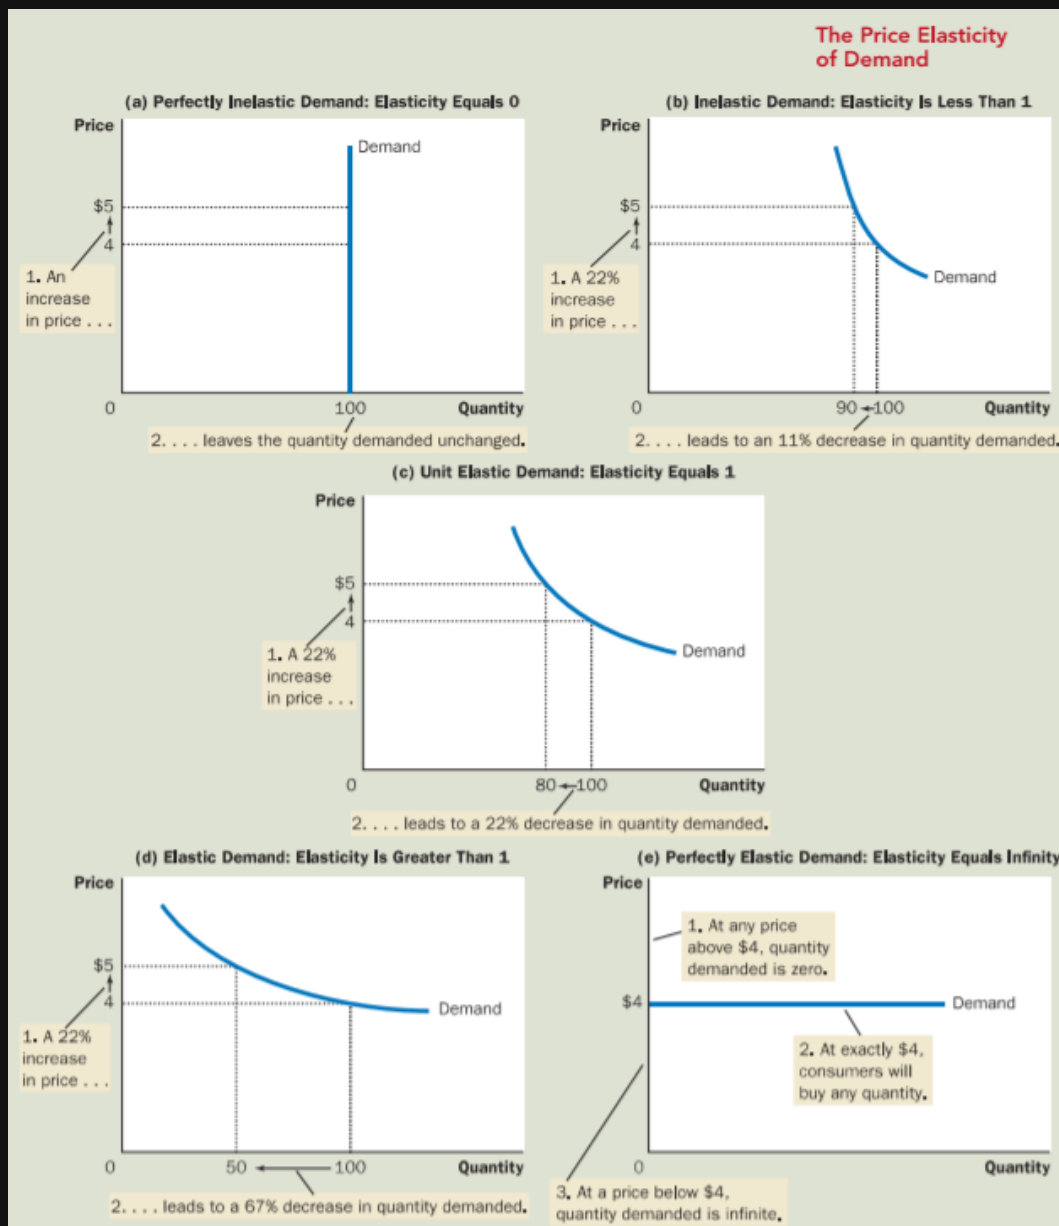 The Price Elasticity
of Demand
(a) Perfectly Inelastic Demand: Elasticity Equals 0
Price
Demand
$5
4
1. An
increase
in price . . .
0
100
Quantity
2. . . . leaves the quantity demanded unchanged.
(b) Inelastic Demand: Elasticity Is Less Than 1
Price
$5
4
Demand
1. A 22%
increase
in price . . .
0
90
100
Quantity
2. . . . leads to an 11% decrease in quantity demanded.
(c) Unit Elastic Demand: Elasticity Equals 1
Price
$5
4
Demand
1. A 22%
increase
in price . . .
0
80
100
Quantity
2. . . . leads to a 22% decrease in quantity demanded.
(d) Elastic Demand: Elasticity Is Greater Than 1
Price
$5
4
Demand
1. A 22%
increase
in price . . .
0
50
100
Quantity
2. . . . leads to a 67% decrease in quantity demanded.
(e) Perfectly Elastic Demand: Elasticity Equals Infinity
Price
1. At any price
above $4, quantity
demanded is zero.
$4
Demand
2. At exactly $4,
consumers will
buy any quantity.
0
Quantity
3. At a price below $4,
quantity demanded is infinite.